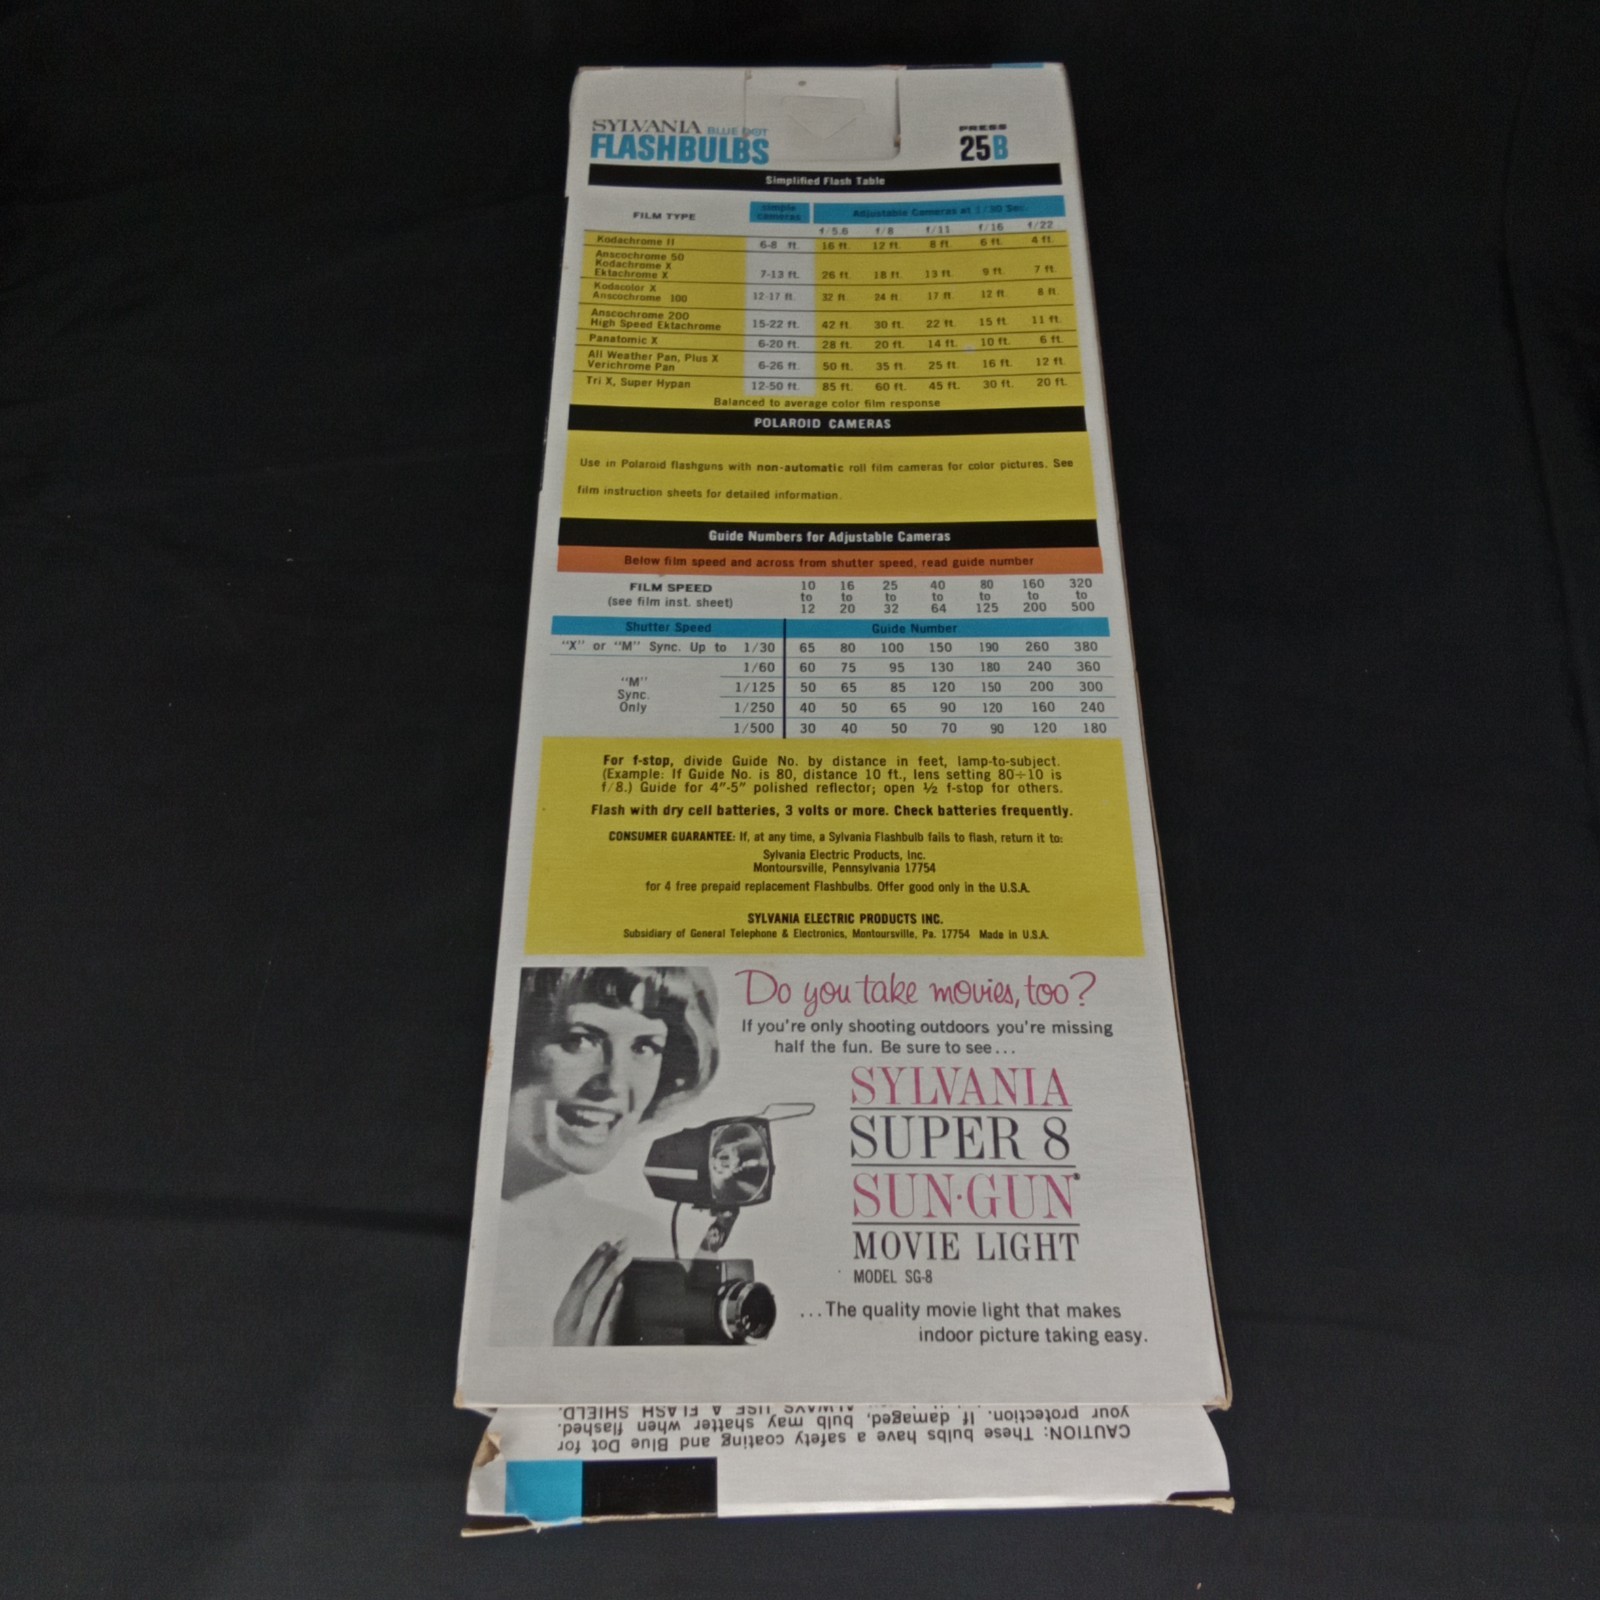 SYLVANIA BLUE DOT
FLASHBULBS
PRESS
25B
Simplified Flash Table
FILM TYPE simple cameras Adjustable Cameras at 1/30 Sec.
f/5.6 f/8 f/11 f/16 f/22
Kodachrome II 6-8 ft. 16 ft. 12 ft. 8 ft. 6 ft. 4 ft.
Anscochrome 50
Kodachrome X
Ektachrome X 7-13 ft. 26 ft. 18 ft. 13 ft. 9 ft. 7 ft.
Kodacolor X
Anscochrome 100 12-17 ft. 32 ft. 24 ft. 17 ft. 12 ft. 8 ft.
Anscochrome 200
High Speed Ektachrome 15-22 ft. 42 ft. 30 ft. 22 ft. 15 ft. 11 ft.
Panatomic X 6-20 ft. 28 ft. 20 ft. 14 ft. 10 ft. 6 ft.
All Weather Pan, Plus X
Verichrome Pan 6-26 ft. 50 ft. 35 ft. 25 ft. 16 ft. 12 ft.
Tri X, Super Hypan 12-50 ft. 85 ft. 60 ft. 45 ft. 30 ft. 20 ft.
Balanced to average color film response
POLAROID CAMERAS
Use in Polaroid flashguns with non-automatic roll film cameras for color pictures. See
film instruction sheets for detailed information.
Guide Numbers for Adjustable Cameras
Below film speed and across from shutter speed, read guide number
FILM SPEED 10 16 25 40 80 160 320
(see film inst. sheet) to to to to to to to
12 20 32 64 125 200 500
Shutter Speed Guide Number
"X" or "M" Sync. Up to 1/30 65 80 100 150 190 260 380
1/60 60 75 95 130 180 240 360
"M" Sync. Only 1/125 50 65 85 120 150 200 300
1/250 40 50 65 90 120 160 240
1/500 30 40 50 70 90 120 180
For f-stop, divide Guide No. by distance in feet, lamp-to-subject.
(Example: If Guide No. is 80, distance 10 ft., lens setting 80÷10 is
f/8.) Guide for 4"-5" polished reflector; open ½ f-stop for others.
Flash with dry cell batteries, 3 volts or more. Check batteries frequently.
CONSUMER GUARANTEE: If, at any time, a Sylvania Flashbulb fails to flash, return it to:
Sylvania Electric Products, Inc.
Montoursville, Pennsylvania 17754
for 4 free prepaid replacement Flashbulbs. Offer good only in the U.S.A.
SYLVANIA ELECTRIC PRODUCTS INC.
Subsidiary of General Telephone & Electronics, Montoursville, Pa. 17754 Made in U.S.A.
Do you take movies, too?
If you're only shooting outdoors you're missing
half the fun. Be sure to see...
SYLVANIA
SUPER 8
SUN·GUN®
MOVIE LIGHT
MODEL SG-8
...The quality movie light that makes
indoor picture taking easy.
CAUTION: These bulbs have a safety coating and Blue Dot for
your protection. If damaged, bulb may shatter when flashed.
ALWAYS USE A FLASH SHIELD.